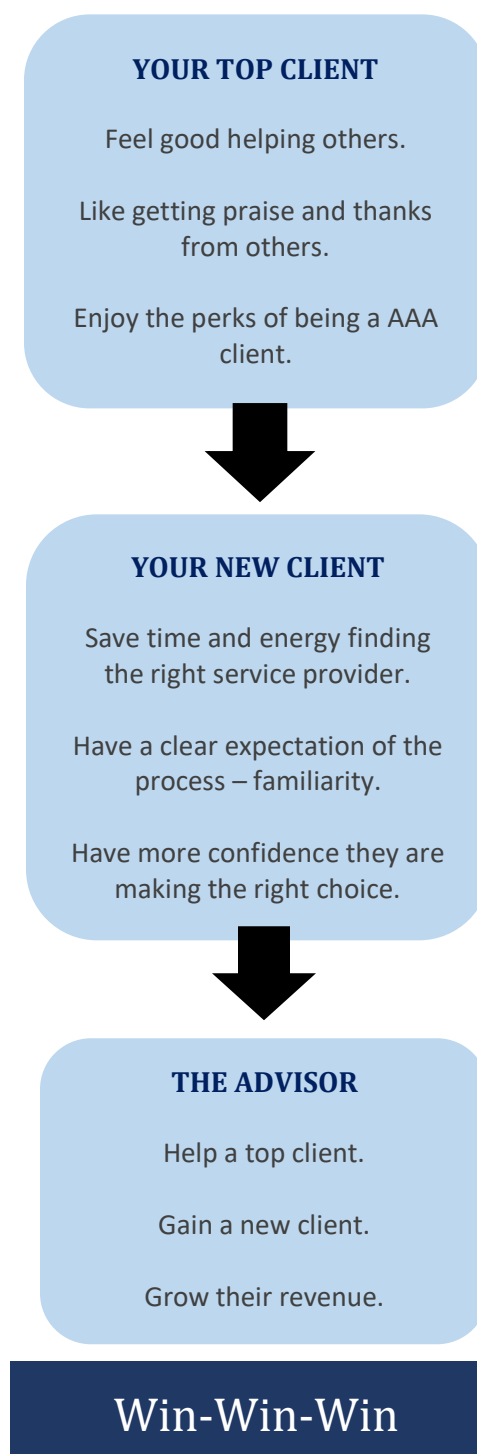 YOUR TOP CLIENT
Feel good helping others.
Like getting praise and thanks
from others.
Enjoy the perks of being a AAA
client.
YOUR NEW CLIENT
Save time and energy finding
the right service provider.
Have a clear expectation of the
process – familiarity.
Have more confidence they are
making the right choice.
THE ADVISOR
Help a top client.
Gain a new client.
Grow their revenue.
Win-Win-Win